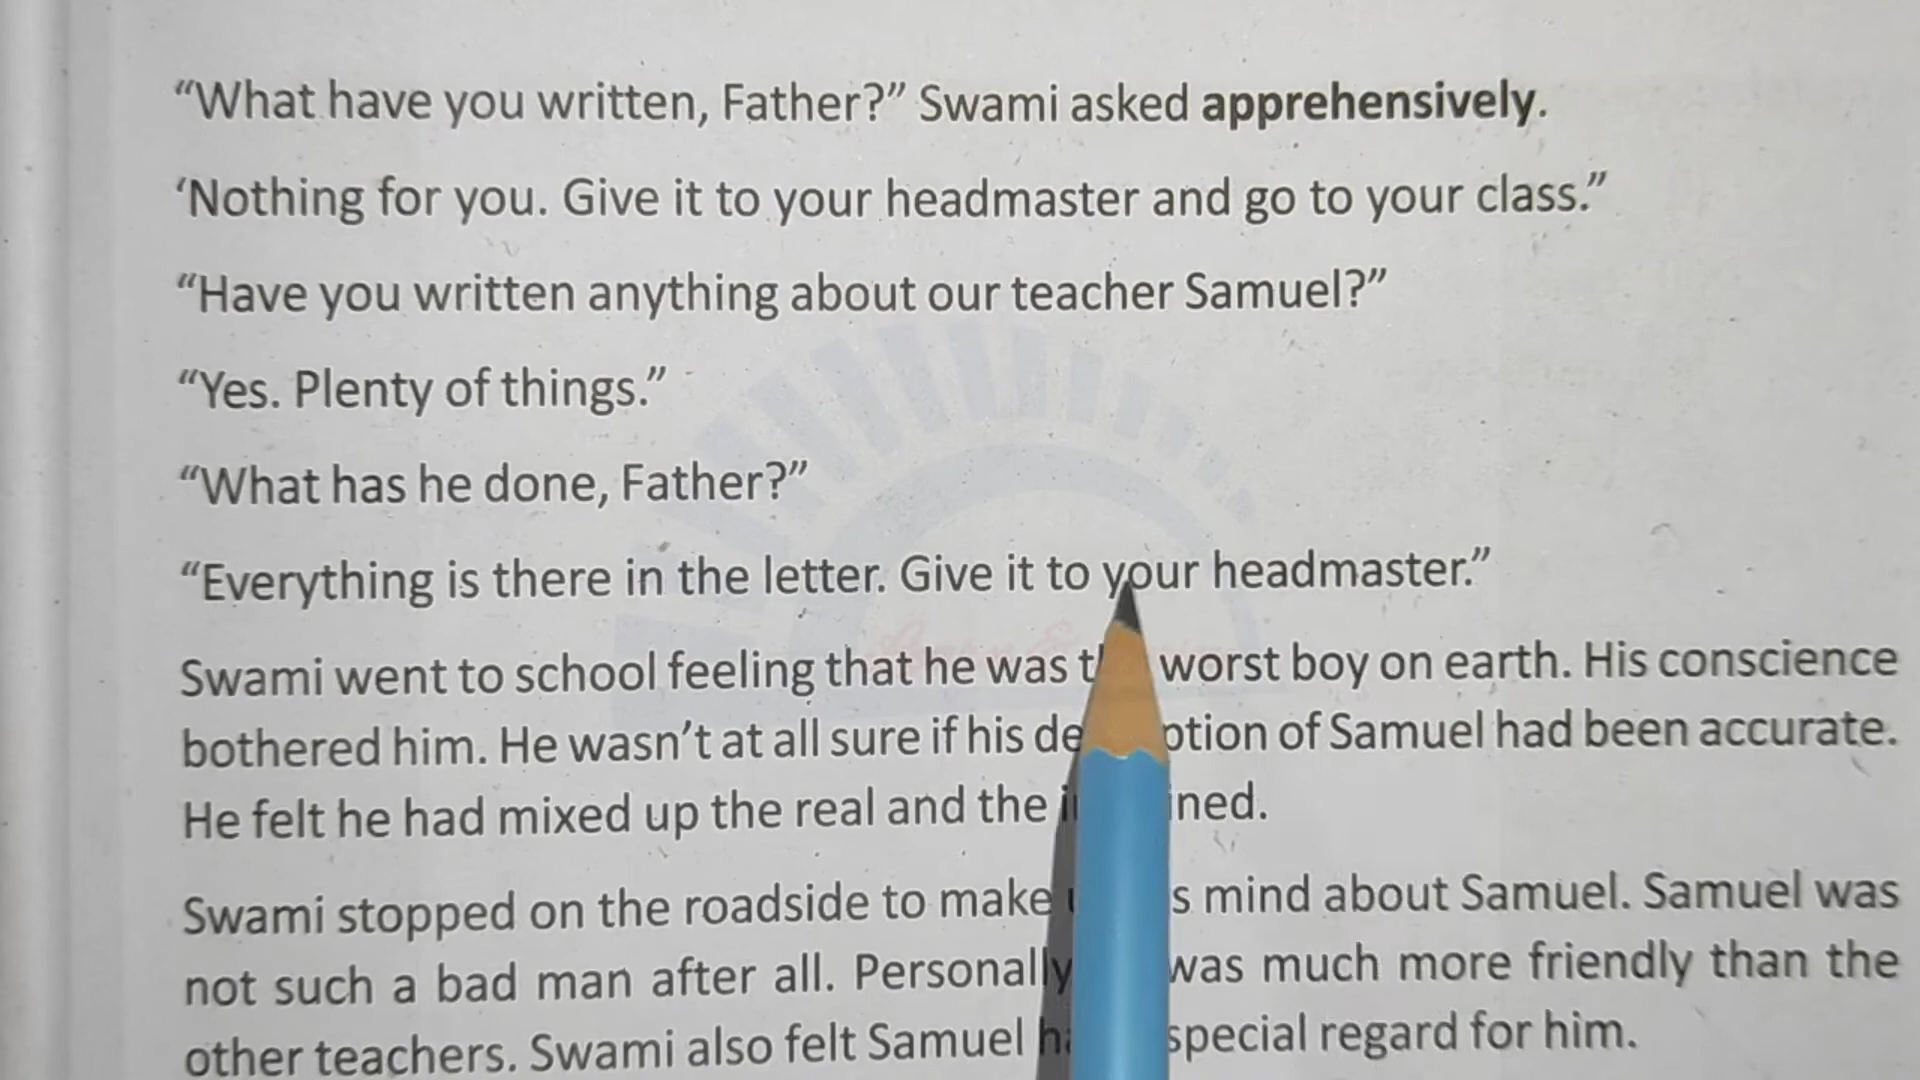 “What have you written, Father?” Swami asked apprehensively.
‘Nothing for you. Give it to your headmaster and go to your class.”
“Have you written anything about our teacher Samuel?”
“Yes. Plenty of things.”
“What has he done, Father?”
“Everything is there in the letter. Give it to your headmaster.”
Swami went to school feeling that he was worst boy on earth. His conscience
bothered him. He wasn’t at all sure if his of Samuel had been accurate.
He felt he had mixed up the real and the
Swami stopped on the roadside to make mind about Samuel. Samuel was
not such a bad man after all. Personally was much more friendly than the
other teachers. Swami also felt Samuel special regard for him.